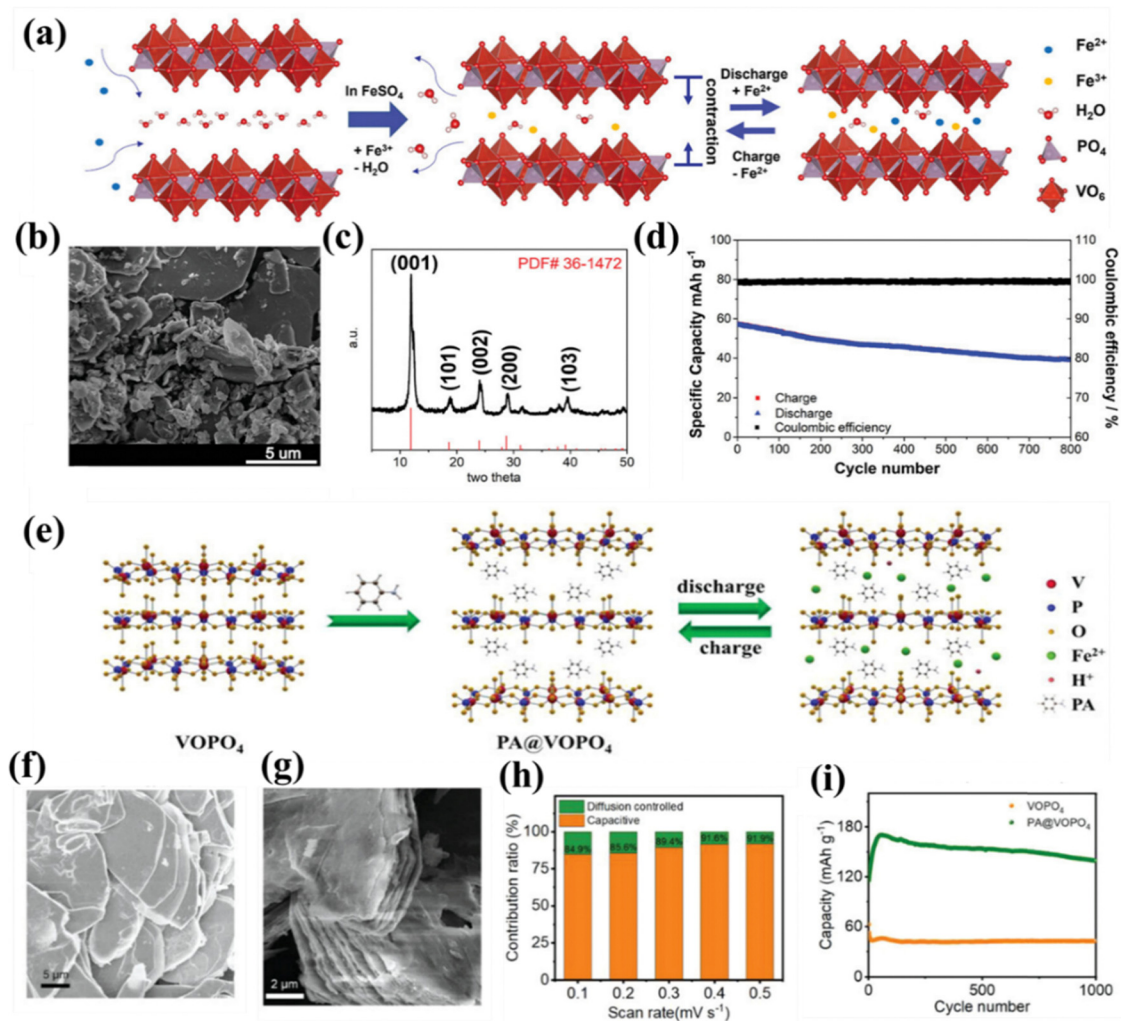 (a)
In FeSO4
+ Fe3+
- H2O
contraction
Discharge
+ Fe2+
Charge
- Fe2+
Fe2+
Fe3+
H2O
PO4
VO6
(b)
5 um
(c)
PDF# 36-1472
(001)
(101)
(002)
(200)
(103)
a.u.
10 20 30 40 50
two theta
(d)
Specific Capacity mAh g-1
100
80
60
40
20
0
Charge
Discharge
Coulombic efficiency
110
100
90
80
70
60
Coulombic efficiency / %
0 100 200 300 400 500 600 700 800
Cycle number
(e)
discharge
charge
V
P
O
Fe2+
H+
PA
VOPO4
PA@VOPO4
(f)
5 µm
(g)
2 µm
(h)
Contribution ratio (%)
Diffusion controlled
Capacitive
100
75
50
25
0
84.9% 85.6% 89.4% 91.6% 91.9%
0.1 0.2 0.3 0.4 0.5
Scan rate(mV s-1)
(i)
Capacity (mAh g-1)
VOPO4
PA@VOPO4
180
120
60
0
0 500 1000
Cycle number